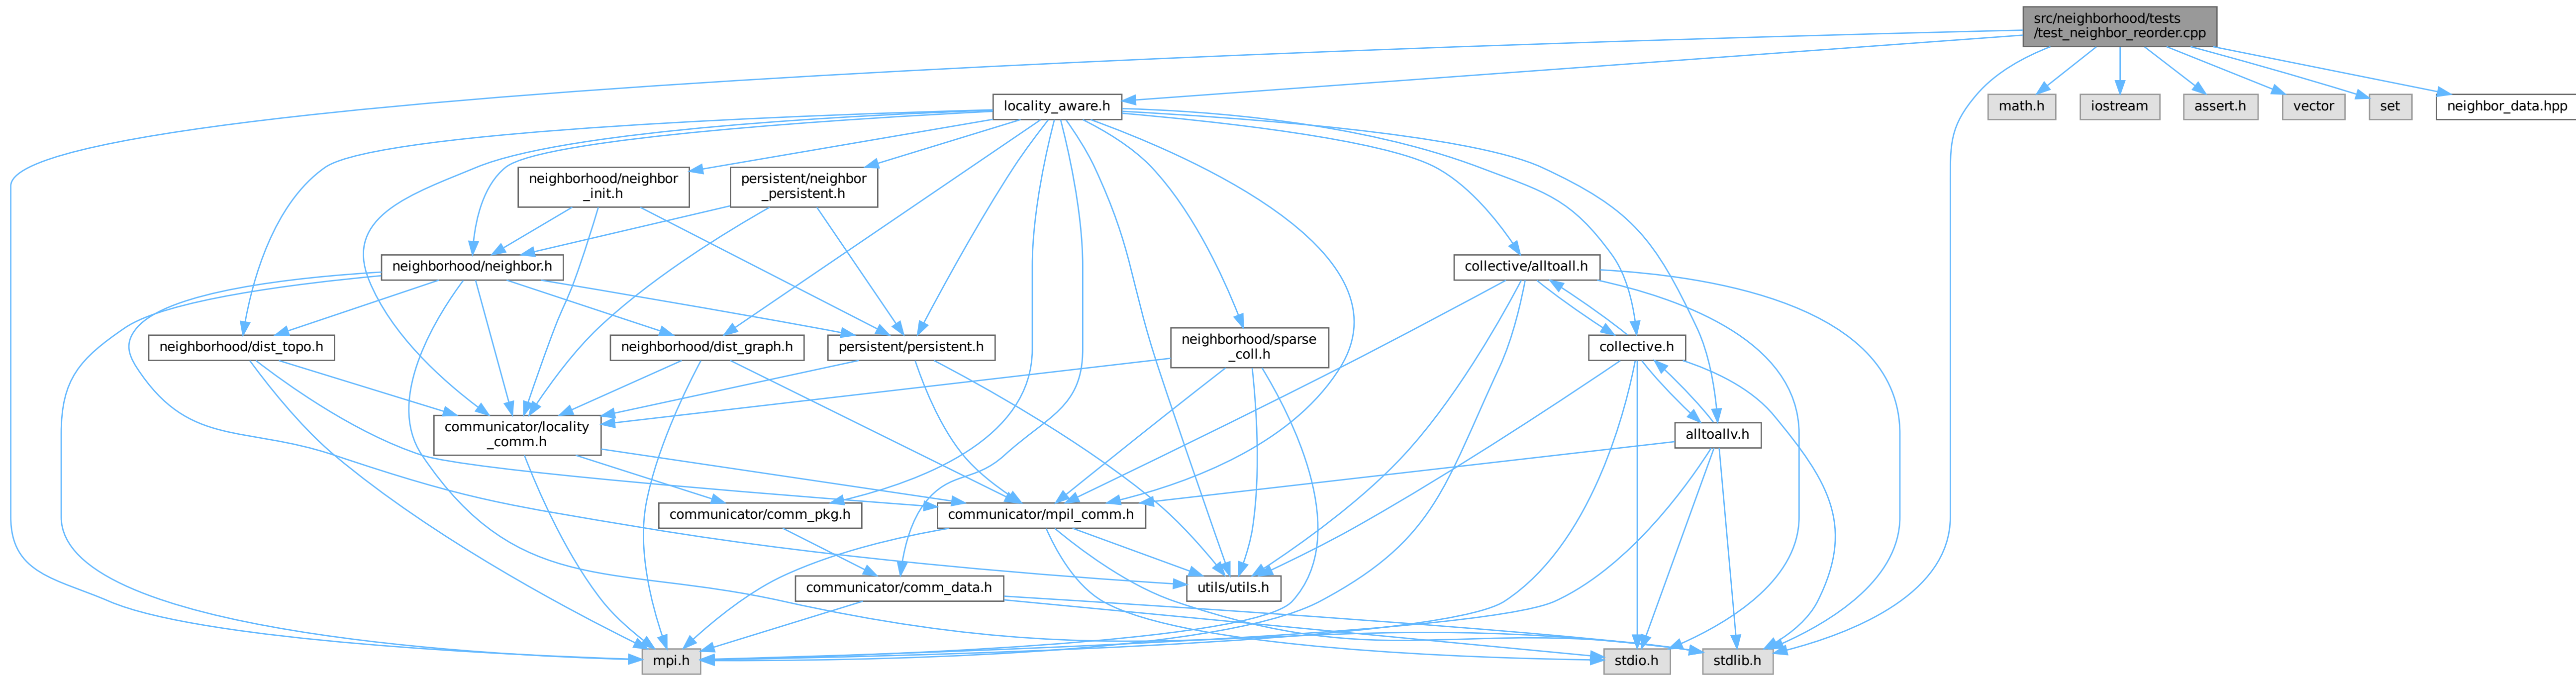 src/neighborhood/tests
/test_neighbor_reorder.cpp
locality_aware.h
math.h
iostream
assert.h
vector
set
neighbor_data.hpp
neighborhood/neighbor
_init.h
persistent/neighbor
_persistent.h
neighborhood/neighbor.h
collective/alltoall.h
neighborhood/dist_topo.h
neighborhood/dist_graph.h
persistent/persistent.h
neighborhood/sparse
_coll.h
collective.h
communicator/locality
_comm.h
alltoallv.h
communicator/comm_pkg.h
communicator/mpil_comm.h
communicator/comm_data.h
utils/utils.h
mpi.h
stdio.h
stdlib.h